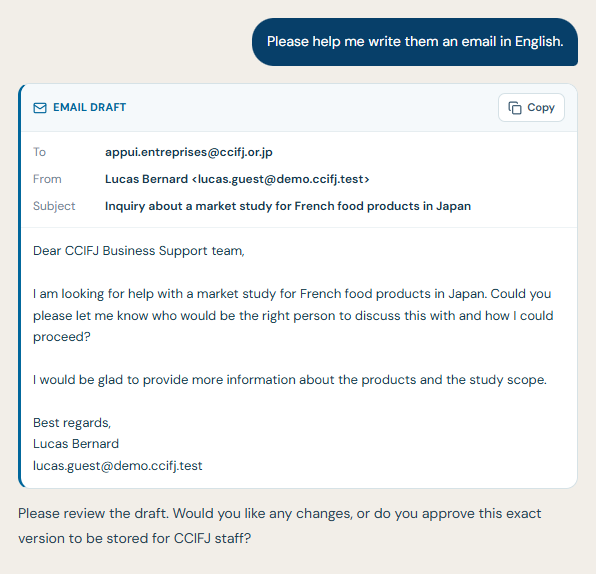 Please help me write them an email in English.
EMAIL DRAFT
Copy
To appui.entreprises@ccifj.or.jp
From Lucas Bernard <lucas.guest@demo.ccifj.test>
Subject Inquiry about a market study for French food products in Japan
Dear CCIFJ Business Support team,
I am looking for help with a market study for French food products in Japan. Could you
please let me know who would be the right person to discuss this with and how I could
proceed?
I would be glad to provide more information about the products and the study scope.
Best regards,
Lucas Bernard
lucas.guest@demo.ccifj.test
Please review the draft. Would you like any changes, or do you approve this exact
version to be stored for CCIFJ staff?